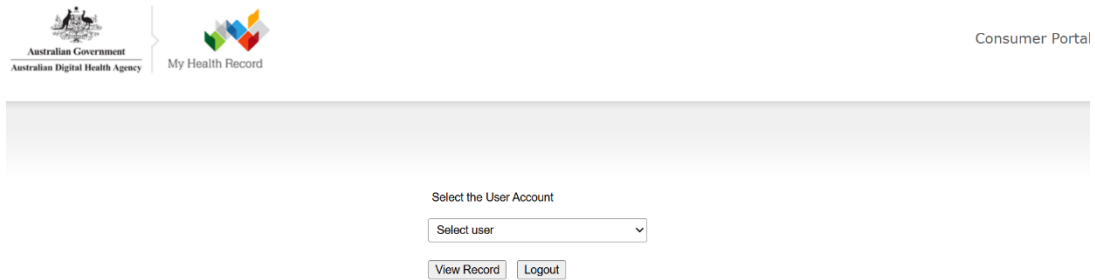 Australian Government
Australian Digital Health Agency
My Health Record
Consumer Portal
Select the User Account
Select user
View Record Logout